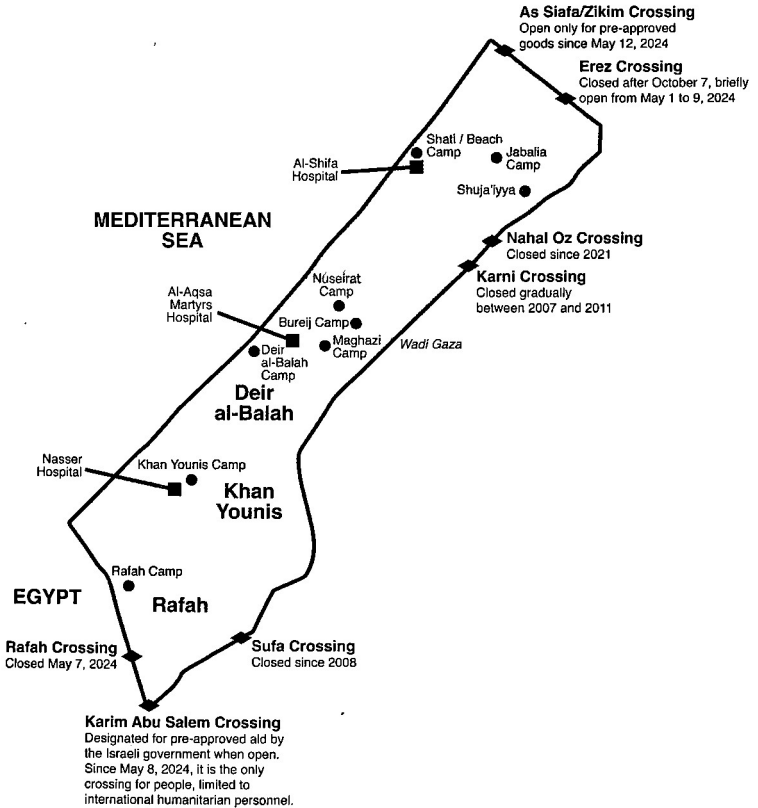 As Siafa/Zikim Crossing
Open only for pre-approved
goods since May 12, 2024
Erez Crossing
Closed after October 7, briefly
open from May 1 to 9, 2024
Shati / Beach
Camp
Jabalia
Camp
Al-Shifa
Hospital
Shuja'iyya
MEDITERRANEAN
SEA
Nahal Oz Crossing
Closed since 2021
Karni Crossing
Closed gradually
between 2007 and 2011
Nuseirat
Camp
Al-Aqsa
Martyrs
Hospital
Bureij Camp
Maghazi
Camp
Wadi Gaza
Deir
al-Balah
Camp
Deir
al-Balah
Nasser
Hospital
Khan Younis Camp
Khan
Younis
Rafah Camp
EGYPT
Rafah
Rafah Crossing
Closed May 7, 2024
Sufa Crossing
Closed since 2008
Karim Abu Salem Crossing
Designated for pre-approved aid by
the Israeli government when open.
Since May 8, 2024, it is the only
crossing for people, limited to
international humanitarian personnel.